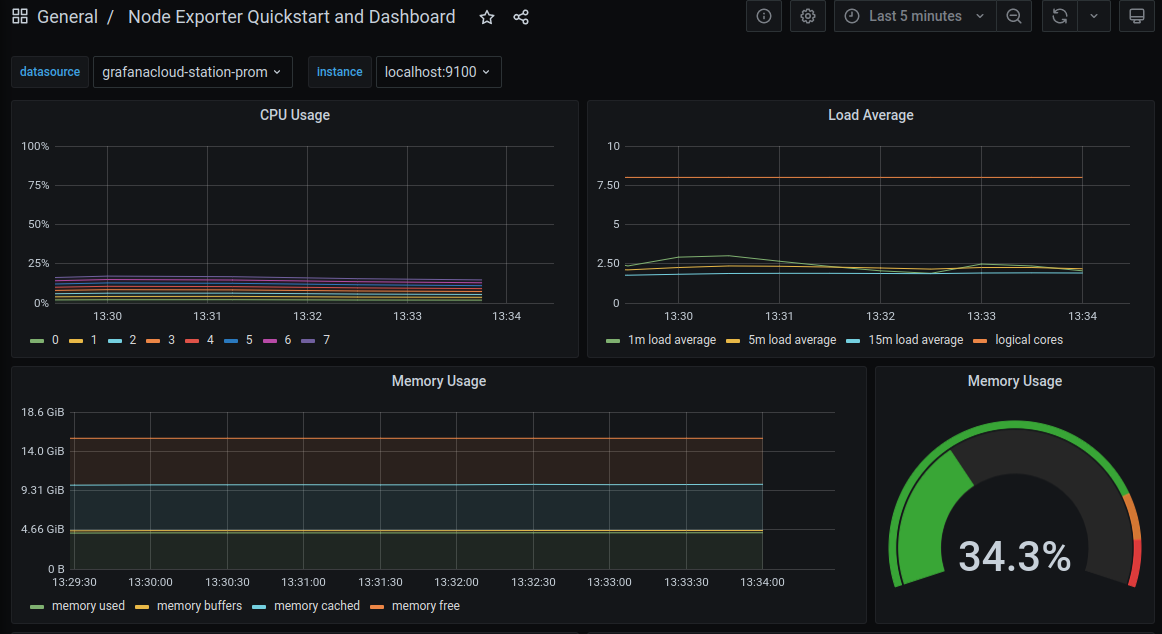 General / Node Exporter Quickstart and Dashboard
Last 5 minutes
datasource grafanacloud-station-prom instance localhost:9100
CPU Usage
100%
75%
50%
25%
0%
13:30 13:31 13:32 13:33 13:34
0 1 2 3 4 5 6 7
Load Average
10
7.50
5
2.50
0
13:30 13:31 13:32 13:33 13:34
1m load average 5m load average 15m load average logical cores
Memory Usage
18.6 GiB
14.0 GiB
9.31 GiB
4.66 GiB
0 B
13:29:30 13:30:00 13:30:30 13:31:00 13:31:30 13:32:00 13:32:30 13:33:00 13:33:30 13:34:00
memory used memory buffers memory cached memory free
Memory Usage
34.3%